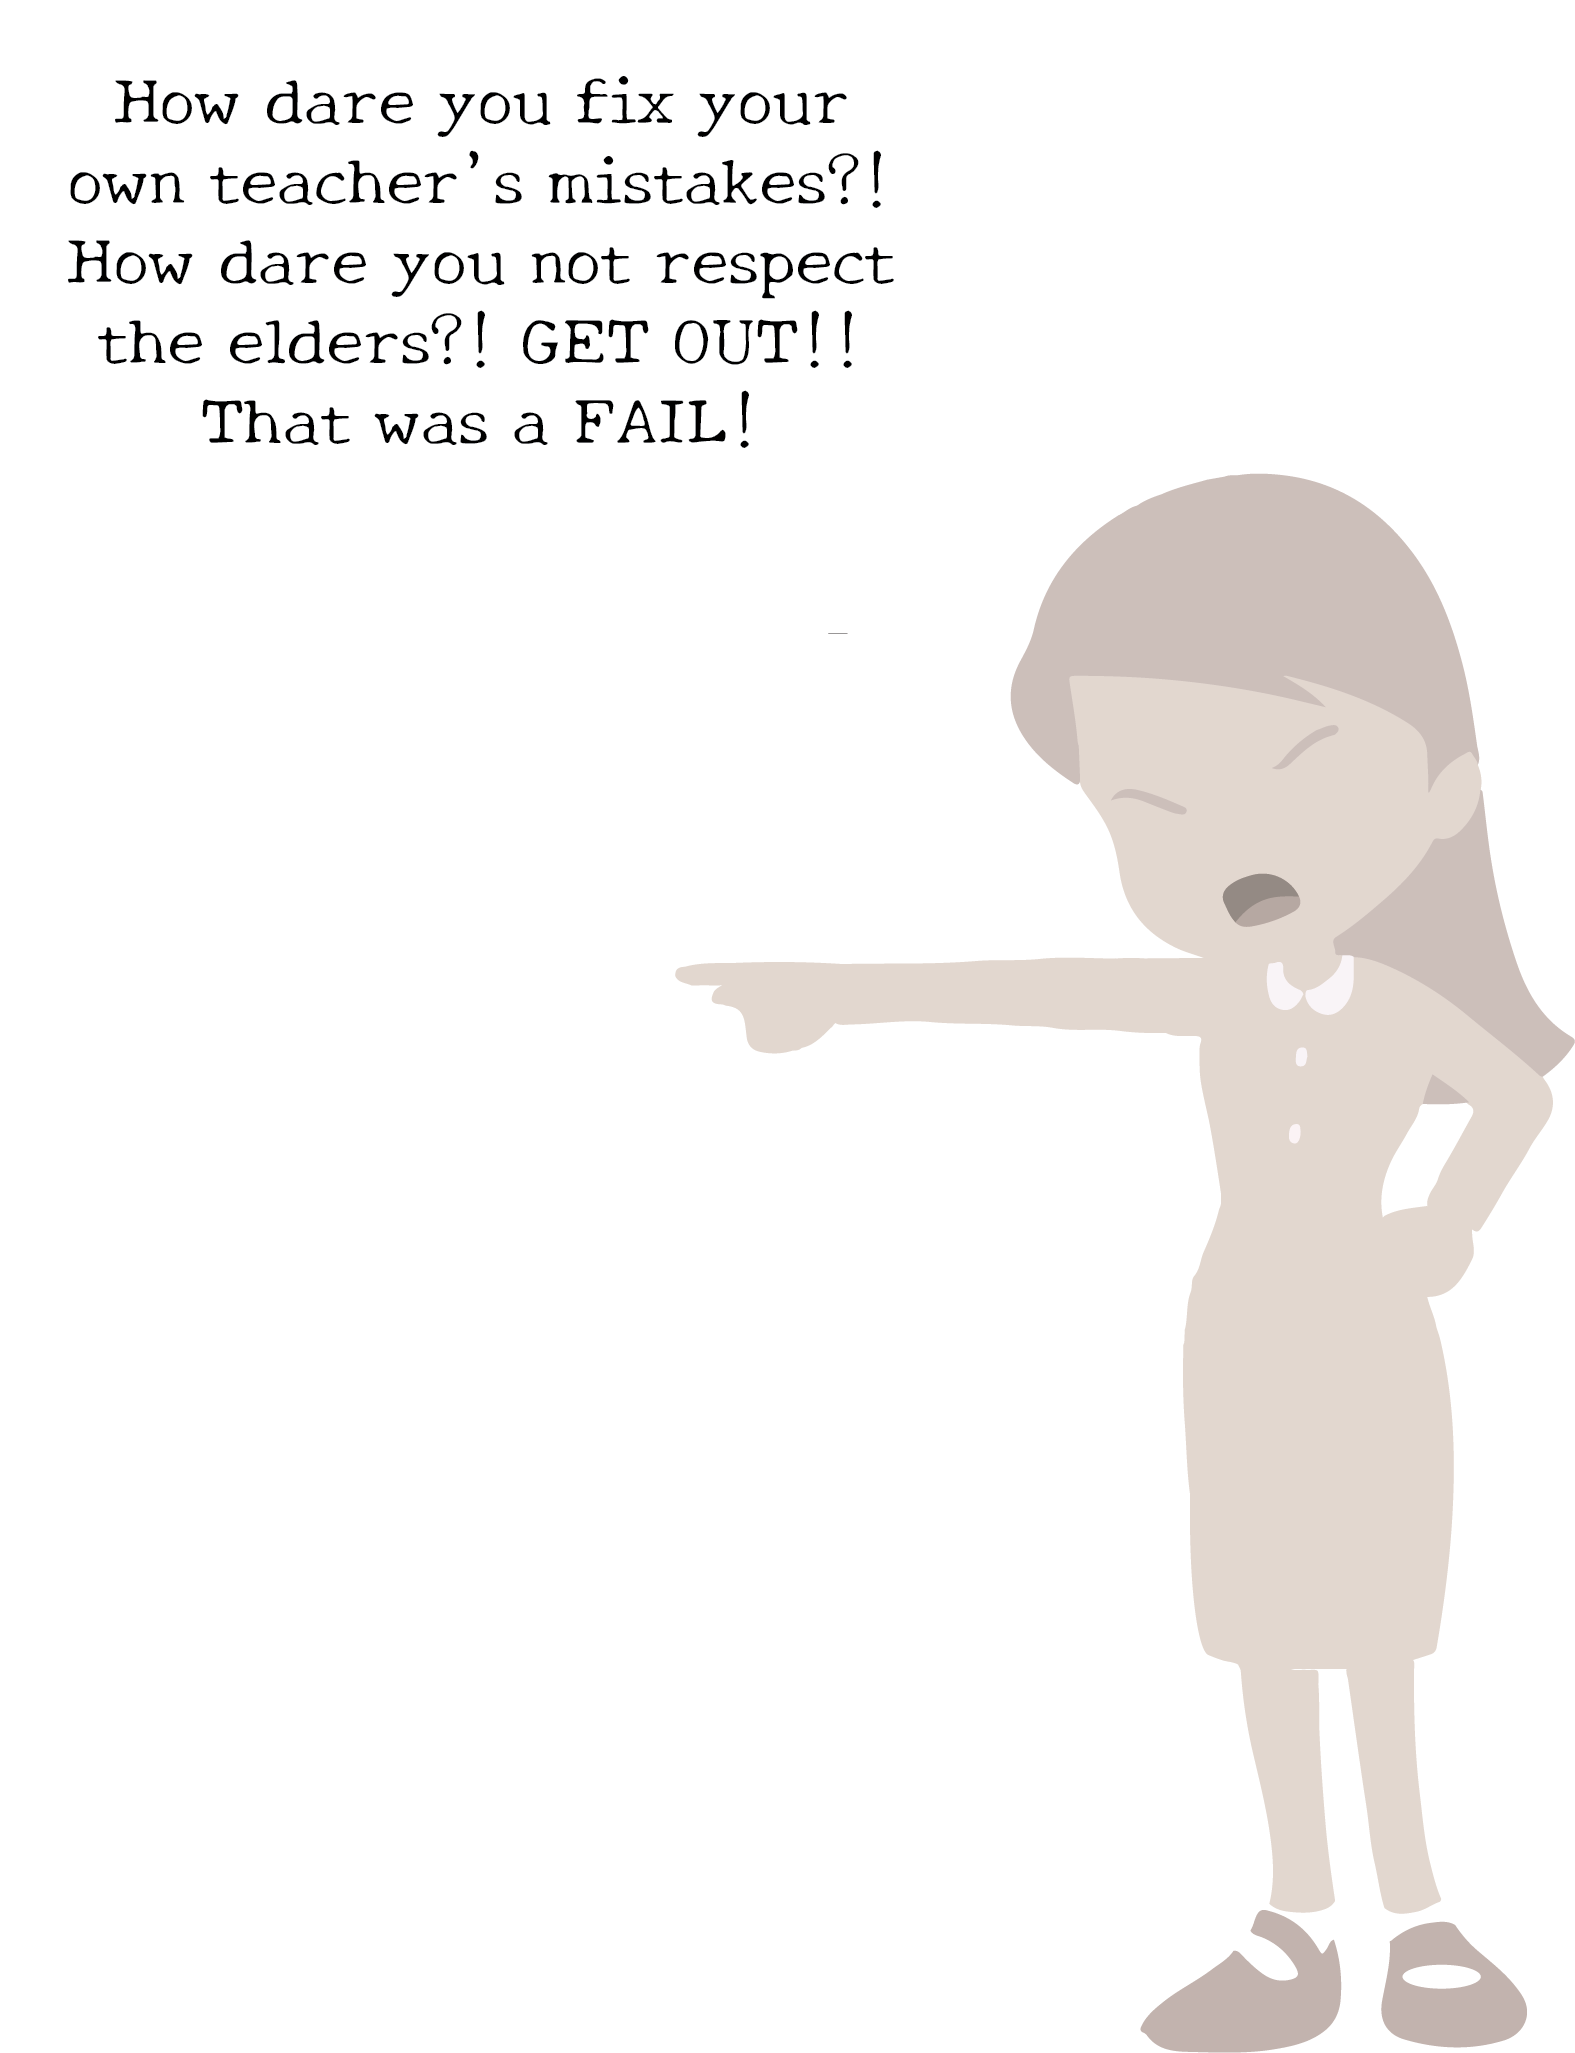 How dare you fix your
own teacher's mistakes?!
How dare you not respect
the elders?! GET OUT!!
That was a FAIL!